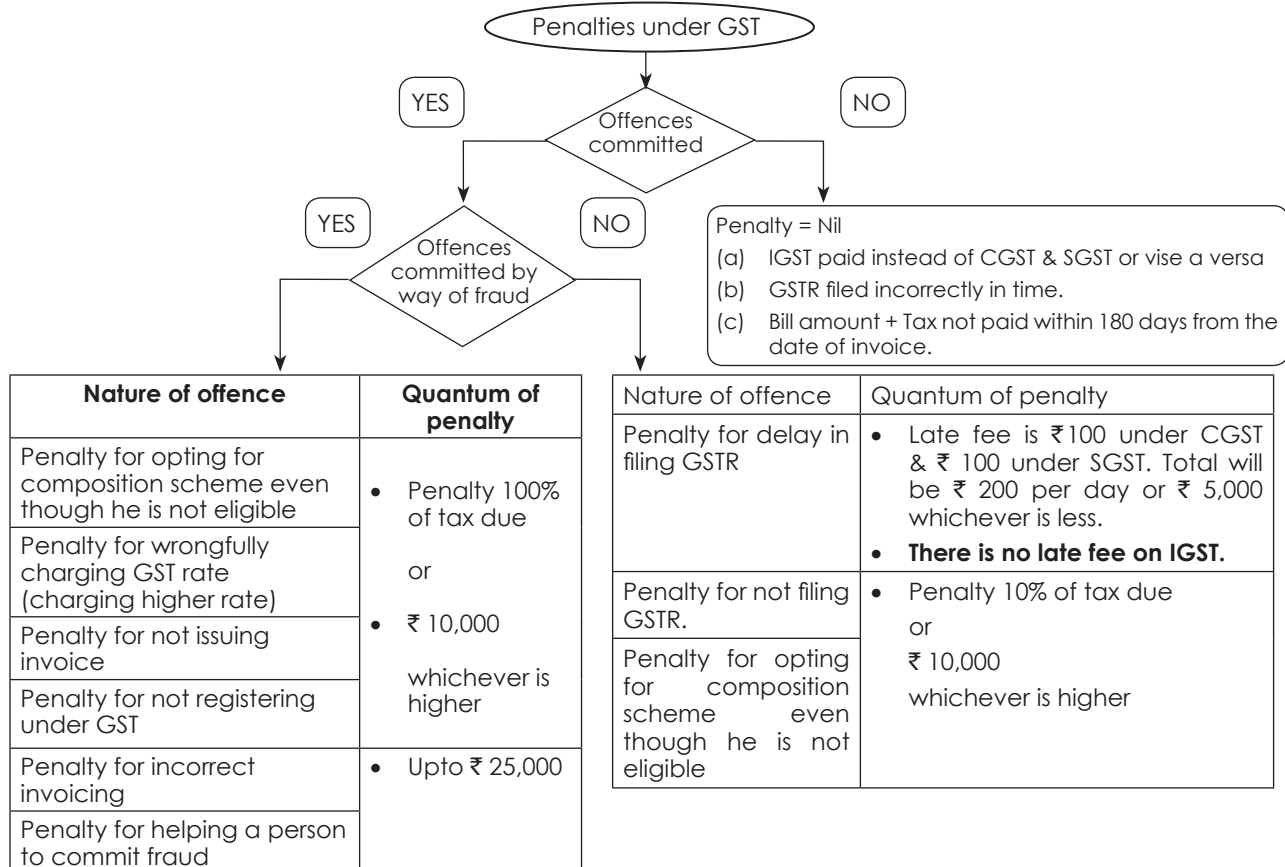 Penalties under GST
YES
NO
Offences
committed
YES
NO
Offences
committed by
way of fraud
Penalty = Nil
(a) IGST paid instead of CGST & SGST or vise a versa
(b) GSTR filed incorrectly in time.
(c) Bill amount + Tax not paid within 180 days from the
date of invoice.
Nature of offence
Quantum of
penalty
Penalty for opting for
composition scheme even
though he is not eligible
Penalty for wrongfully
charging GST rate
(charging higher rate)
Penalty for not issuing
invoice
Penalty for not registering
under GST
• Penalty 100%
of tax due
or
• ₹ 10,000
whichever is
higher
Penalty for incorrect
invoicing
Penalty for helping a person
to commit fraud
• Upto ₹ 25,000
Nature of offence
Quantum of penalty
Penalty for delay in
filing GSTR
• Late fee is ₹100 under CGST
& ₹ 100 under SGST. Total will
be ₹ 200 per day or ₹ 5,000
whichever is less.
• There is no late fee on IGST.
Penalty for not filing
GSTR.
Penalty for opting
for composition
scheme even
though he is not
eligible
• Penalty 10% of tax due
or
₹ 10,000
whichever is higher